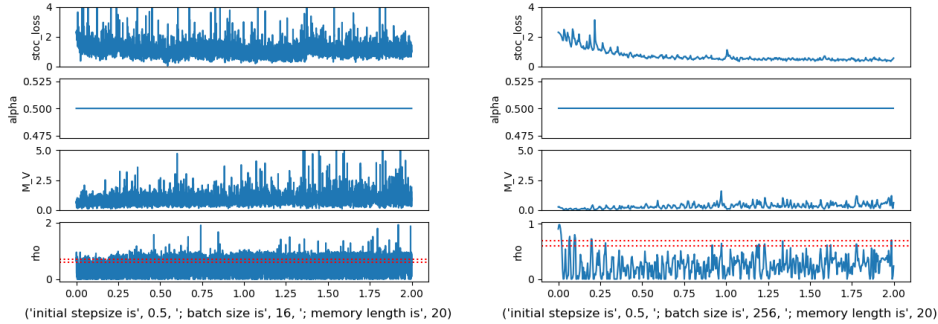 4
2
0
stoc_loss
0.525
0.500
0.475
alpha
5.0
2.5
0.0
M_V
2
0
rho
0.00 0.25 0.50 0.75 1.00 1.25 1.50 1.75 2.00
('initial stepsize is', 0.5, '; batch size is', 16, '; memory length is', 20)
4
2
0
stoc_loss
0.525
0.500
0.475
alpha
5.0
2.5
0.0
M_V
1
0
rho
0.00 0.25 0.50 0.75 1.00 1.25 1.50 1.75 2.00
('initial stepsize is', 0.5, '; batch size is', 256, '; memory length is', 20)